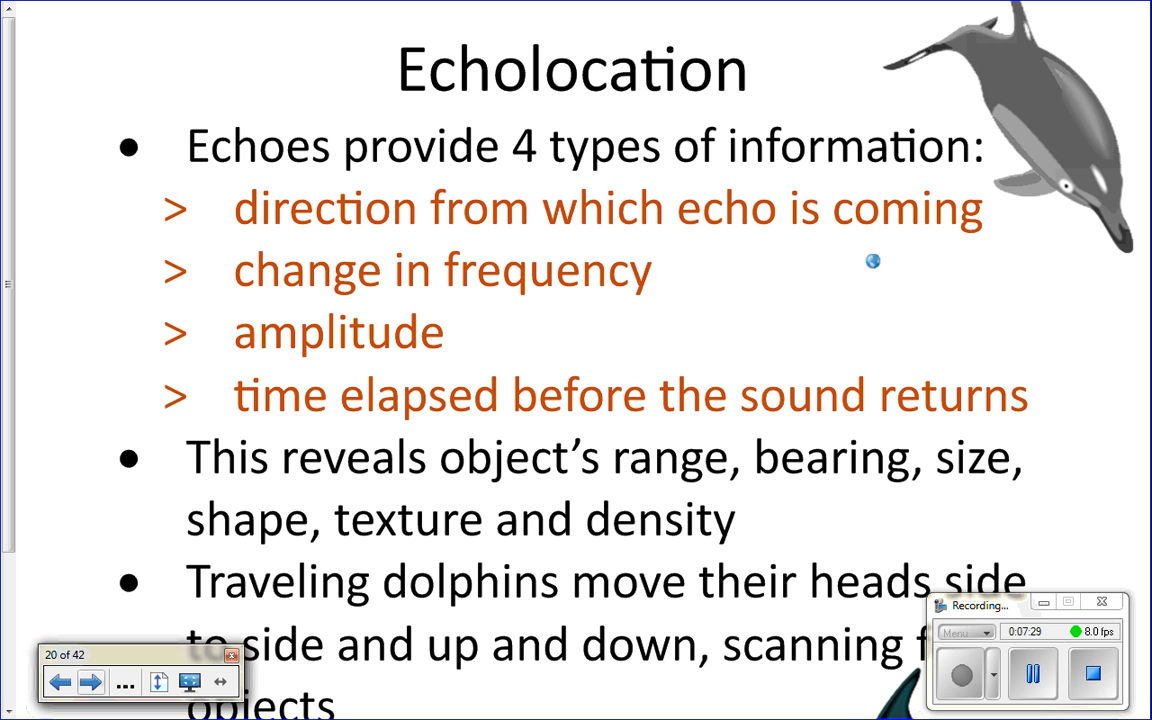 Echolocation
• Echoes provide 4 types of information:
> direction from which echo is coming
> change in frequency
> amplitude
> time elapsed before the sound returns
• This reveals object’s range, bearing, size,
shape, texture and density
• Traveling dolphins move their heads side
to side and up and down, scanning
objects
Recording...
Menu
0:07:29
8.0 fps
20 of 42
...